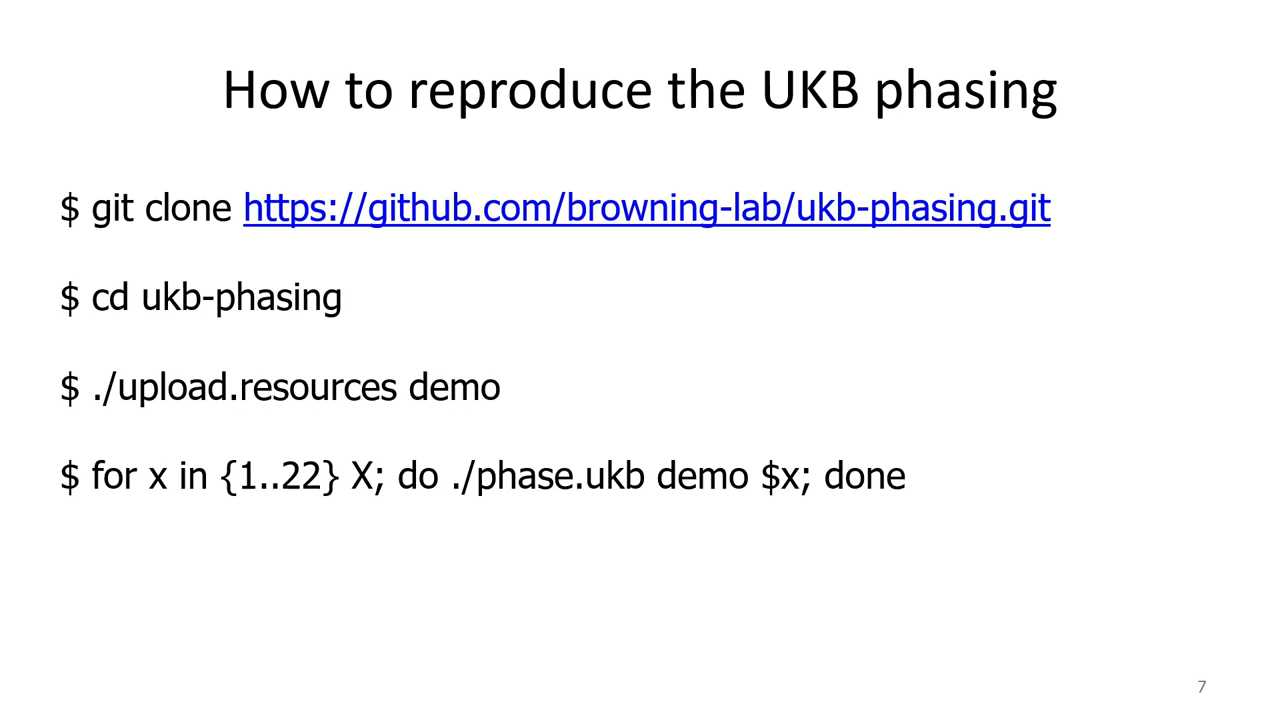 How to reproduce the UKB phasing
$ git clone https://github.com/browning-lab/ukb-phasing.git
$ cd ukb-phasing
$ ./upload.resources demo
$ for x in {1..22} X; do ./phase.ukb demo $x; done
7